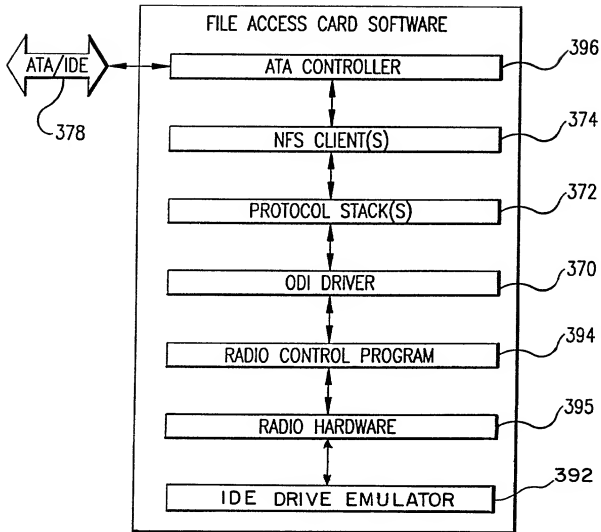 FILE ACCESS CARD SOFTWARE
ATA/IDE
378
ATA CONTROLLER
396
NFS CLIENT(S)
374
PROTOCOL STACK(S)
372
ODI DRIVER
370
RADIO CONTROL PROGRAM
394
RADIO HARDWARE
395
IDE DRIVE EMULATOR
392